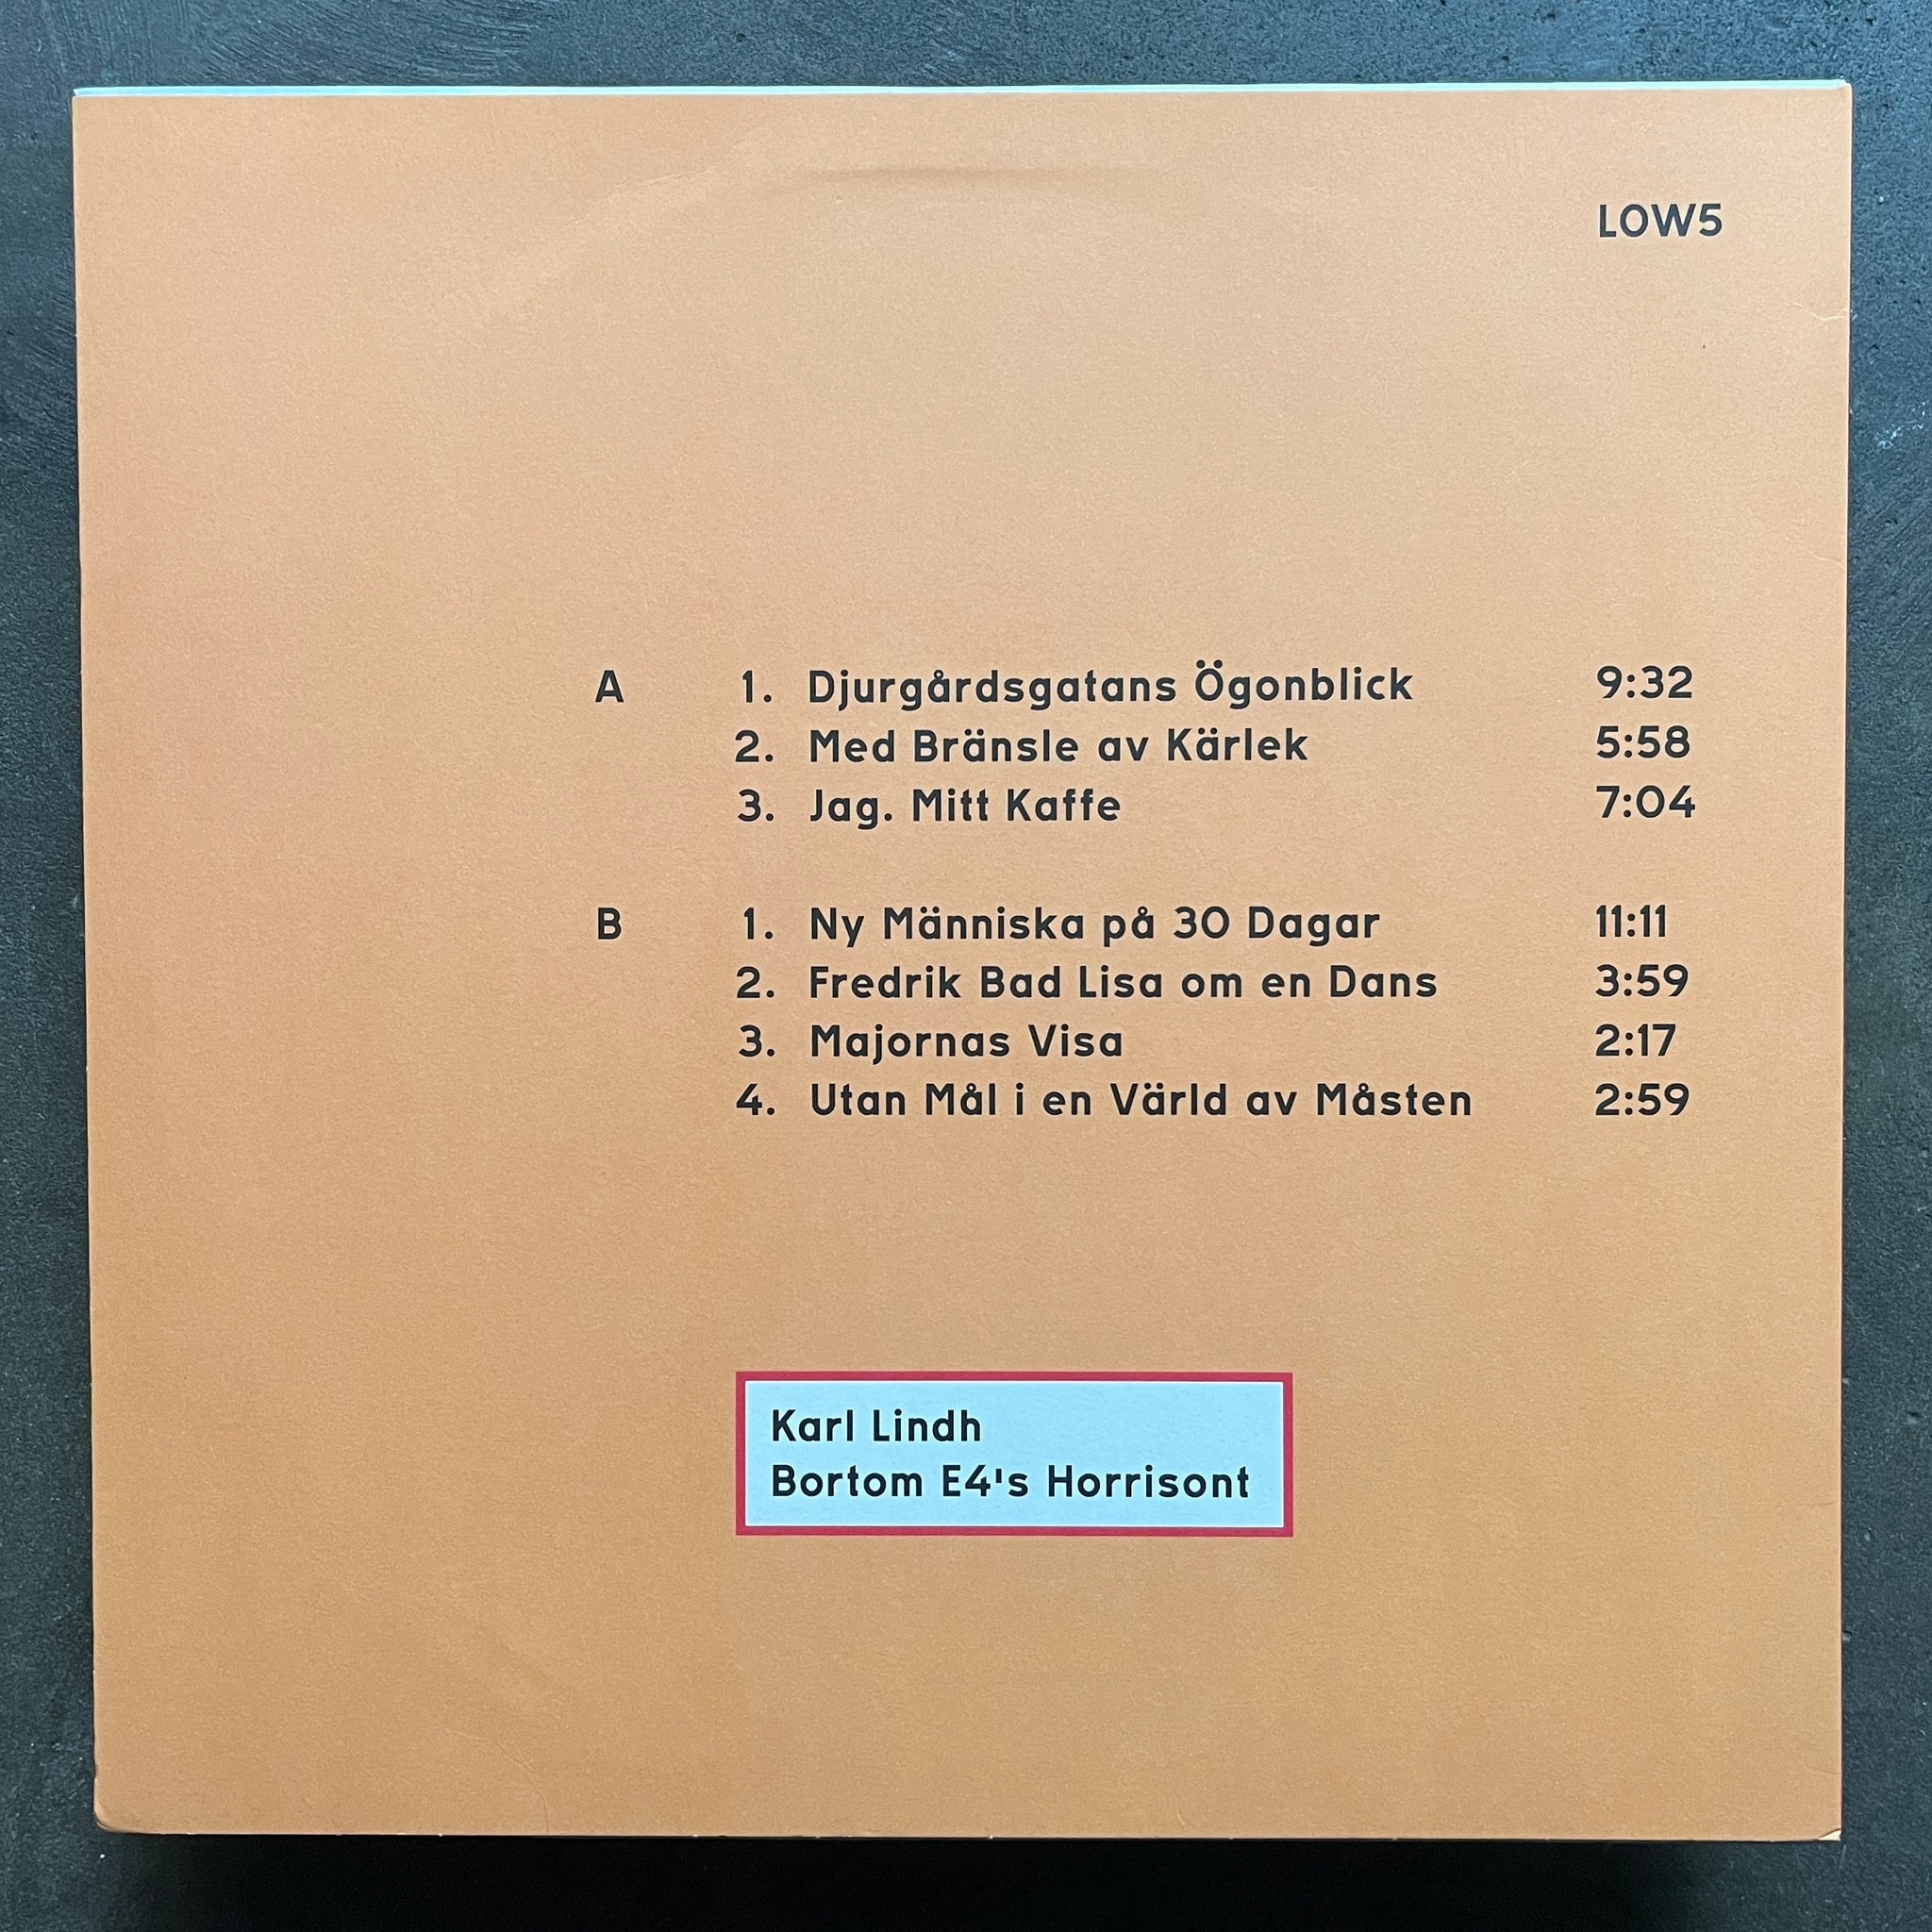 LOW5
A 1. Djurgårdsgatans Ögonblick 9:32
2. Med Bränsle av Kärlek 5:58
3. Jag. Mitt Kaffe 7:04
B 1. Ny Människa på 30 Dagar 11:11
2. Fredrik Bad Lisa om en Dans 3:59
3. Majornas Visa 2:17
4. Utan Mål i en Värld av Måsten 2:59
Karl Lindh
Bortom E4's Horrisont